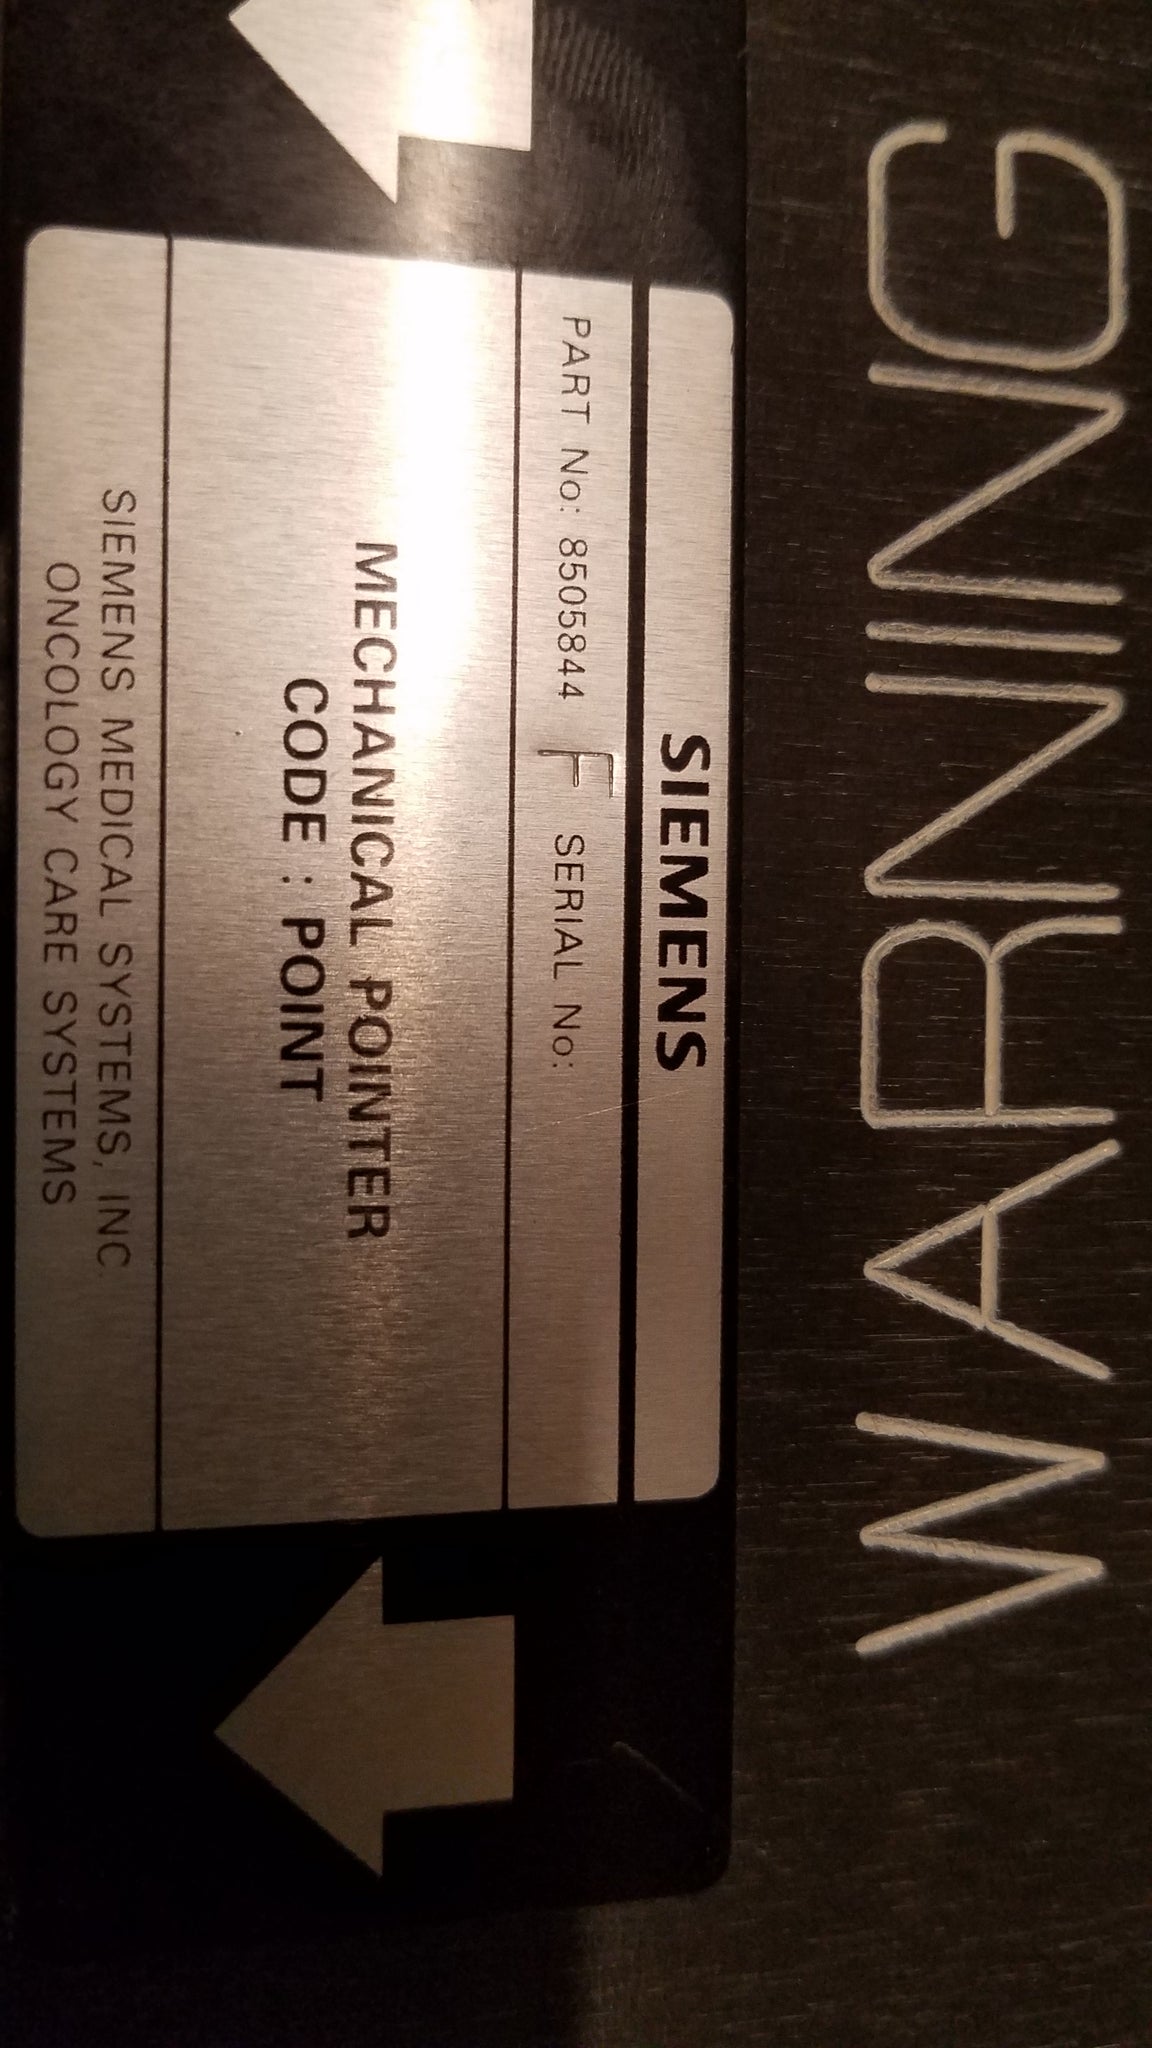 WARNING
SIEMENS
PART No: 8505844 F SERIAL No:
MECHANICAL POINTER
CODE : POINT
SIEMENS MEDICAL SYSTEMS, INC.
ONCOLOGY CARE SYSTEMS